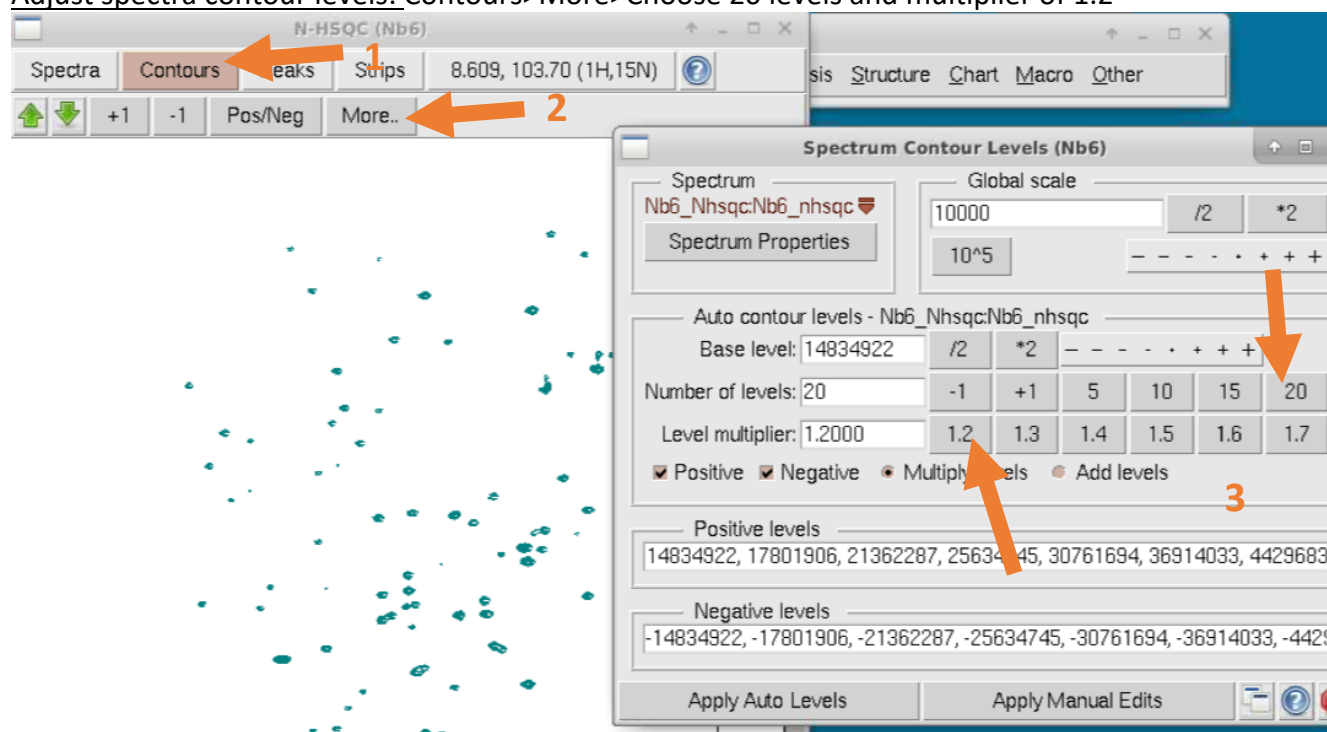 Adjust spectra contour levels: Contours>More>Choose 20 levels and multiplier of 1.2
N-HSQC (Nb6)
Spectra Contours eaks Strips 8.609, 103.70 (1H,15N)
1
sis Structure Chart Macro Other
+1 -1 Pos/Neg More..
2
Spectrum Contour Levels (Nb6)
Spectrum
Nb6_Nhsqc:Nb6_nhsqc
Spectrum Properties
Global scale
10000 /2 *2
10^5 - - - - · · + + +
Auto contour levels - Nb6_Nhsqc:Nb6_nhsqc
Base level: 14834922 /2 *2 - - - - · + + + +
Number of levels: 20 -1 +1 5 10 15 20
Level multiplier: 1.2000 1.2 1.3 1.4 1.5 1.6 1.7
Positive Negative Multiply els Add levels
3
Positive levels
14834922, 17801906, 21362287, 2563 45, 30761694, 36914033, 4429683
Negative levels
-14834922, -17801906, -21362287, -25634745, -30761694, -36914033, -442
Apply Auto Levels Apply Manual Edits